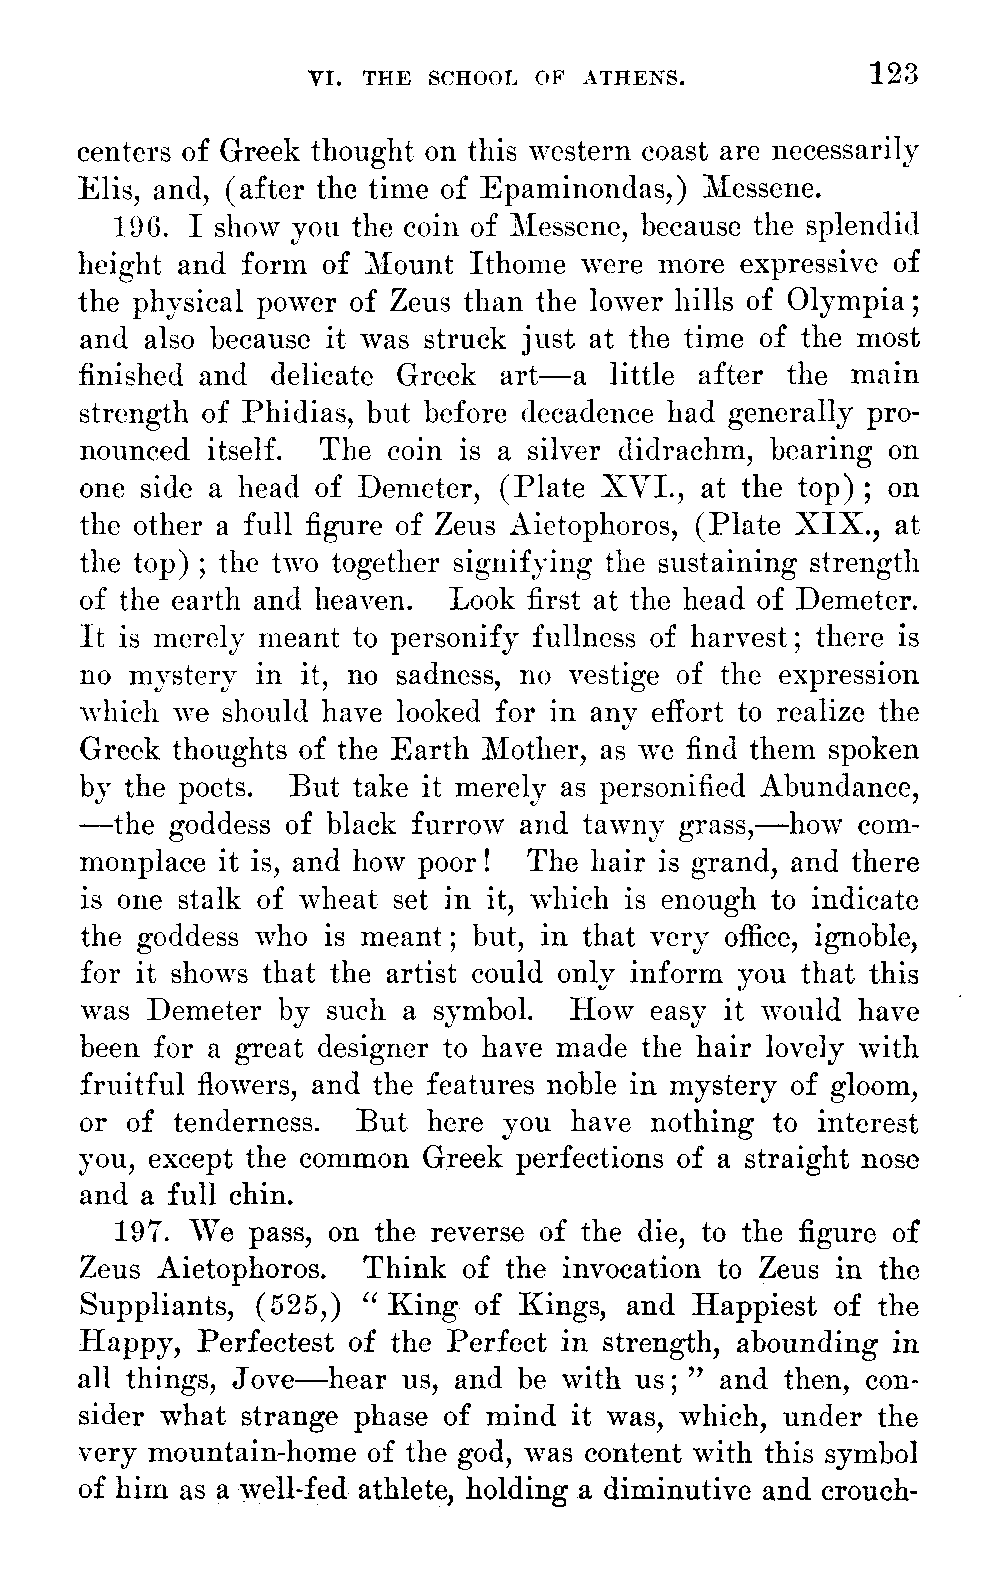 VI. THE SCHOOL OF ATHENS. 123
centers of Greek thought on this western coast are necessarily
Elis, and, (after the time of Epaminondas,) Messene.
196. I show you the coin of Messene, because the splendid
height and form of Mount Ithome were more expressive of
the physical power of Zeus than the lower hills of Olympia;
and also because it was struck just at the time of the most
finished and delicate Greek art—a little after the main
strength of Phidias, but before decadence had generally pro-
nounced itself. The coin is a silver didrachm, bearing on
one side a head of Demeter, (Plate XVI., at the top); on
the other a full figure of Zeus Aietophoros, (Plate XIX., at
the top); the two together signifying the sustaining strength
of the earth and heaven. Look first at the head of Demeter.
It is merely meant to personify fullness of harvest; there is
no mystery in it, no sadness, no vestige of the expression
which we should have looked for in any effort to realize the
Greek thoughts of the Earth Mother, as we find them spoken
by the poets. But take it merely as personified Abundance,
—the goddess of black furrow and tawny grass,—how com-
monplace it is, and how poor! The hair is grand, and there
is one stalk of wheat set in it, which is enough to indicate
the goddess who is meant; but, in that very office, ignoble,
for it shows that the artist could only inform you that this
was Demeter by such a symbol. How easy it would have
been for a great designer to have made the hair lovely with
fruitful flowers, and the features noble in mystery of gloom,
or of tenderness. But here you have nothing to interest
you, except the common Greek perfections of a straight nose
and a full chin.
197. We pass, on the reverse of the die, to the figure of
Zeus Aietophoros. Think of the invocation to Zeus in the
Suppliants, (525,) "King of Kings, and Happiest of the
Happy, Perfectest of the Perfect in strength, abounding in
all things, Jove—hear us, and be with us;" and then, con-
sider what strange phase of mind it was, which, under the
very mountain-home of the god, was content with this symbol
of him as a well-fed athlete, holding a diminutive and crouch-